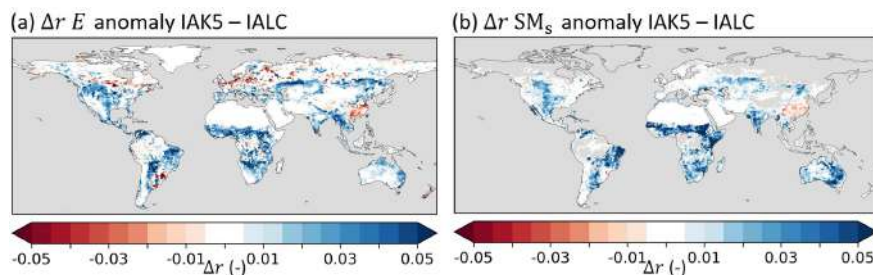 (a) Δr E anomaly IAK5 – IALC
(b) Δr SMs anomaly IAK5 – IALC
-0.05 -0.03 -0.01 0.01 0.03 0.05
-0.05 -0.03 -0.01 0.01 0.03 0.05
Δr (-)
Δr (-)